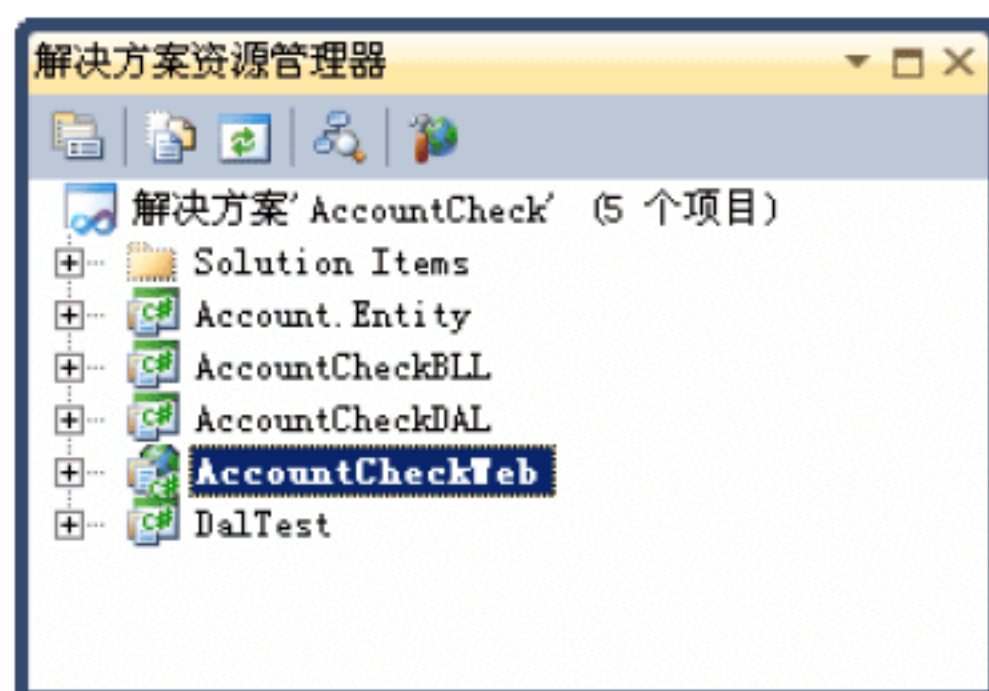 解决方案资源管理器
解决方案'AccountCheck' (5 个项目)
Solution Items
Account.Entity
AccountCheckBLL
AccountCheckDAL
AccountCheckWeb
DalTest